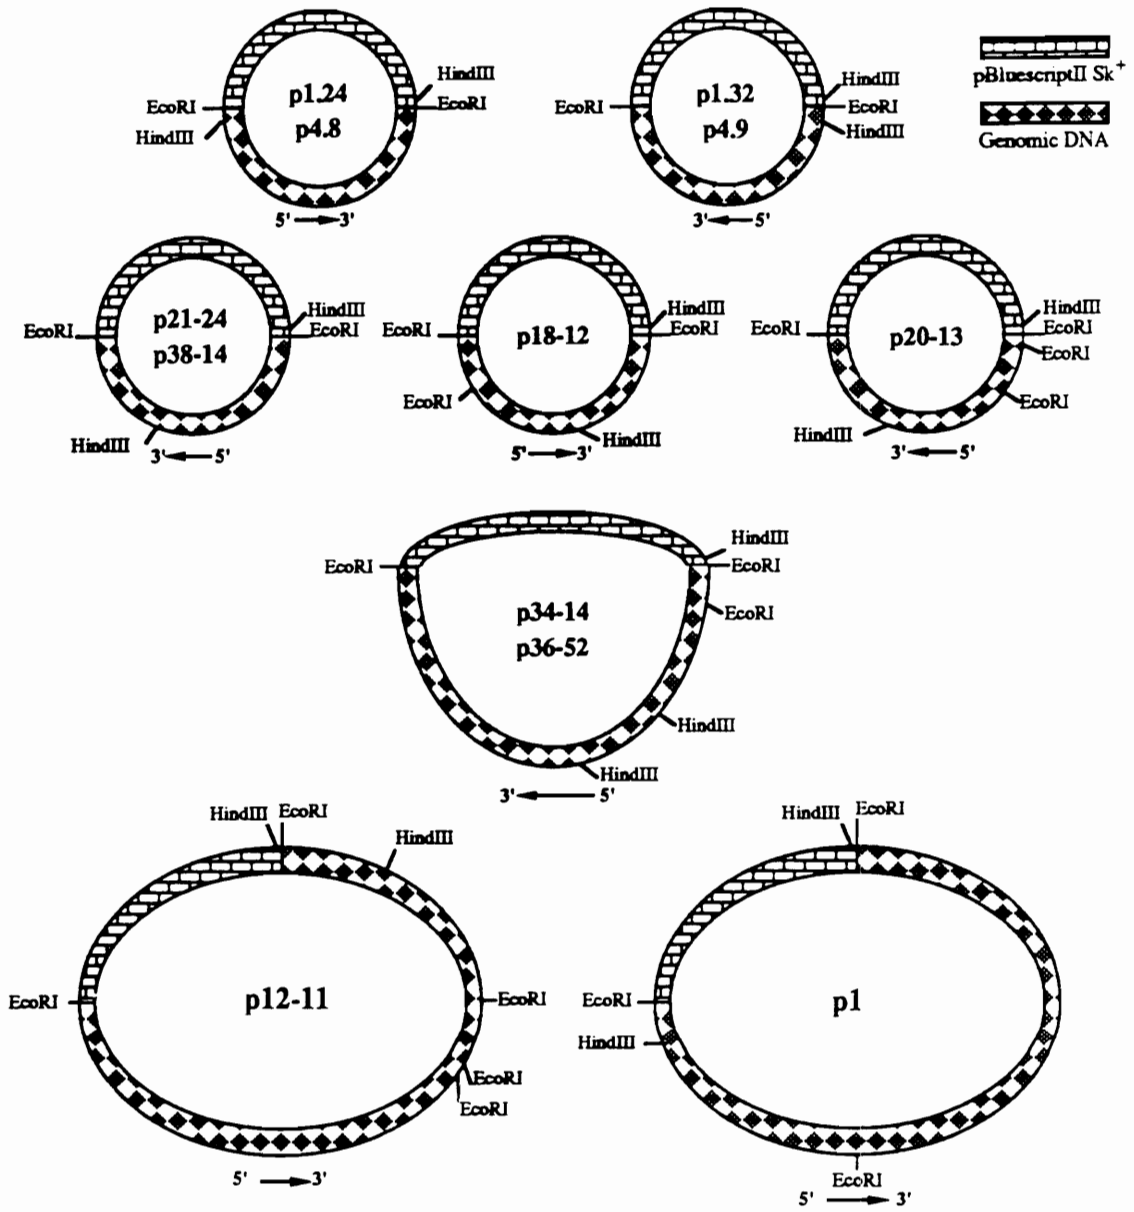 HindIII
EcoRI
p1.24
EcoRI
p4.8
HindIII
5' 3'
HindIII
EcoRI
p1.32
EcoRI
p4.9
HindIII
3' 5'
pBluescriptII Sk+
Genomic DNA
EcoRI
p21-24
HindIII
EcoRI
p38-14
HindIII
3' 5'
EcoRI
p18-12
HindIII
EcoRI
EcoRI
HindIII
5' 3'
EcoRI
p20-13
HindIII
EcoRI
EcoRI
EcoRI
HindIII
3' 5'
HindIII
EcoRI
EcoRI
p34-14
EcoRI
p36-52
HindIII
HindIII
3' 5'
HindIII EcoRI
HindIII
EcoRI
p12-11
EcoRI
EcoRI
EcoRI
5' 3'
HindIII EcoRI
EcoRI
p1
HindIII
EcoRI
5' 3'